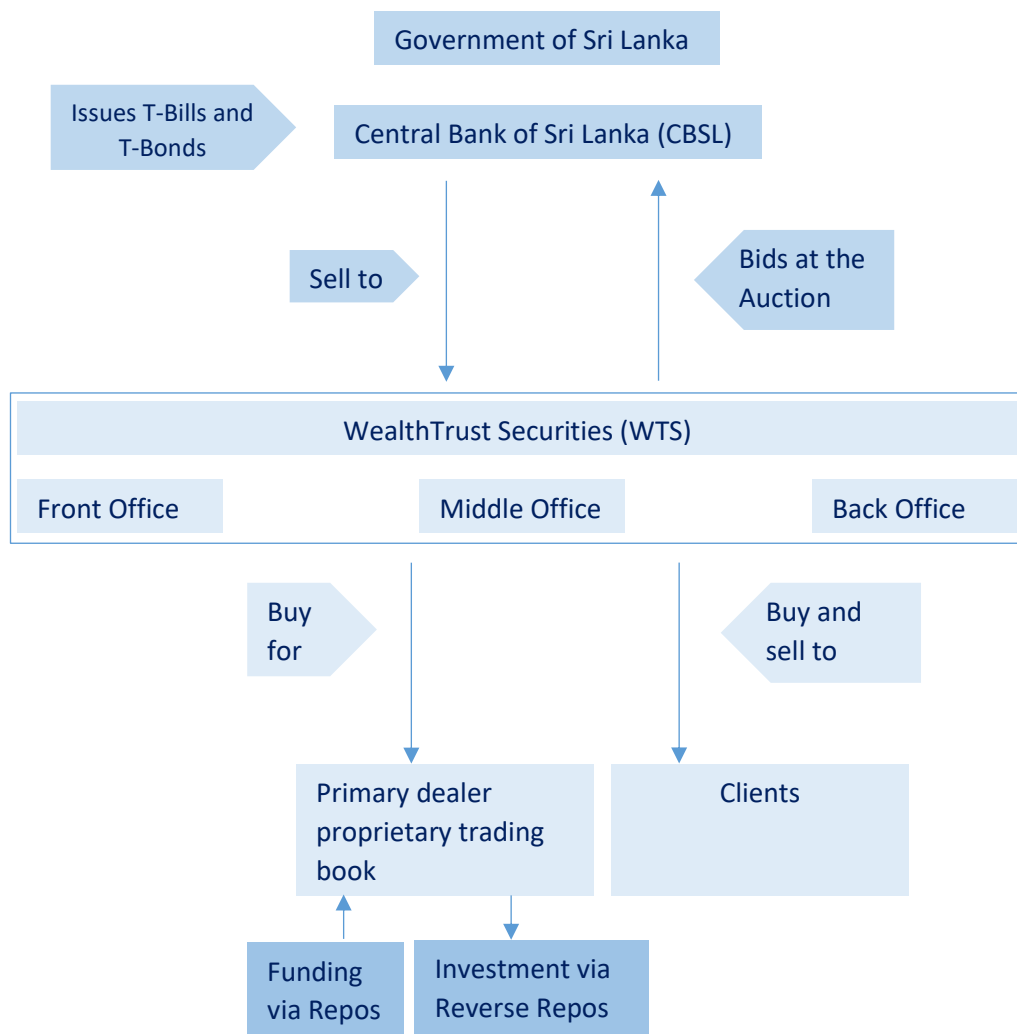 Government of Sri Lanka
Issues T-Bills and
T-Bonds
Central Bank of Sri Lanka (CBSL)
Sell to
Bids at the
Auction
WealthTrust Securities (WTS)
Front Office
Middle Office
Back Office
Buy
for
Buy and
sell to
Primary dealer
proprietary trading
book
Clients
Funding
via Repos
Investment via
Reverse Repos